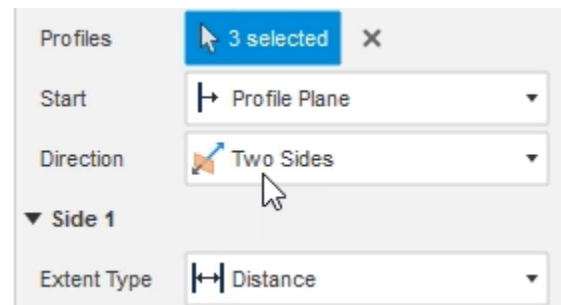 Profiles 3 selected
Start Profile Plane
Direction Two Sides
Side 1
Extent Type Distance